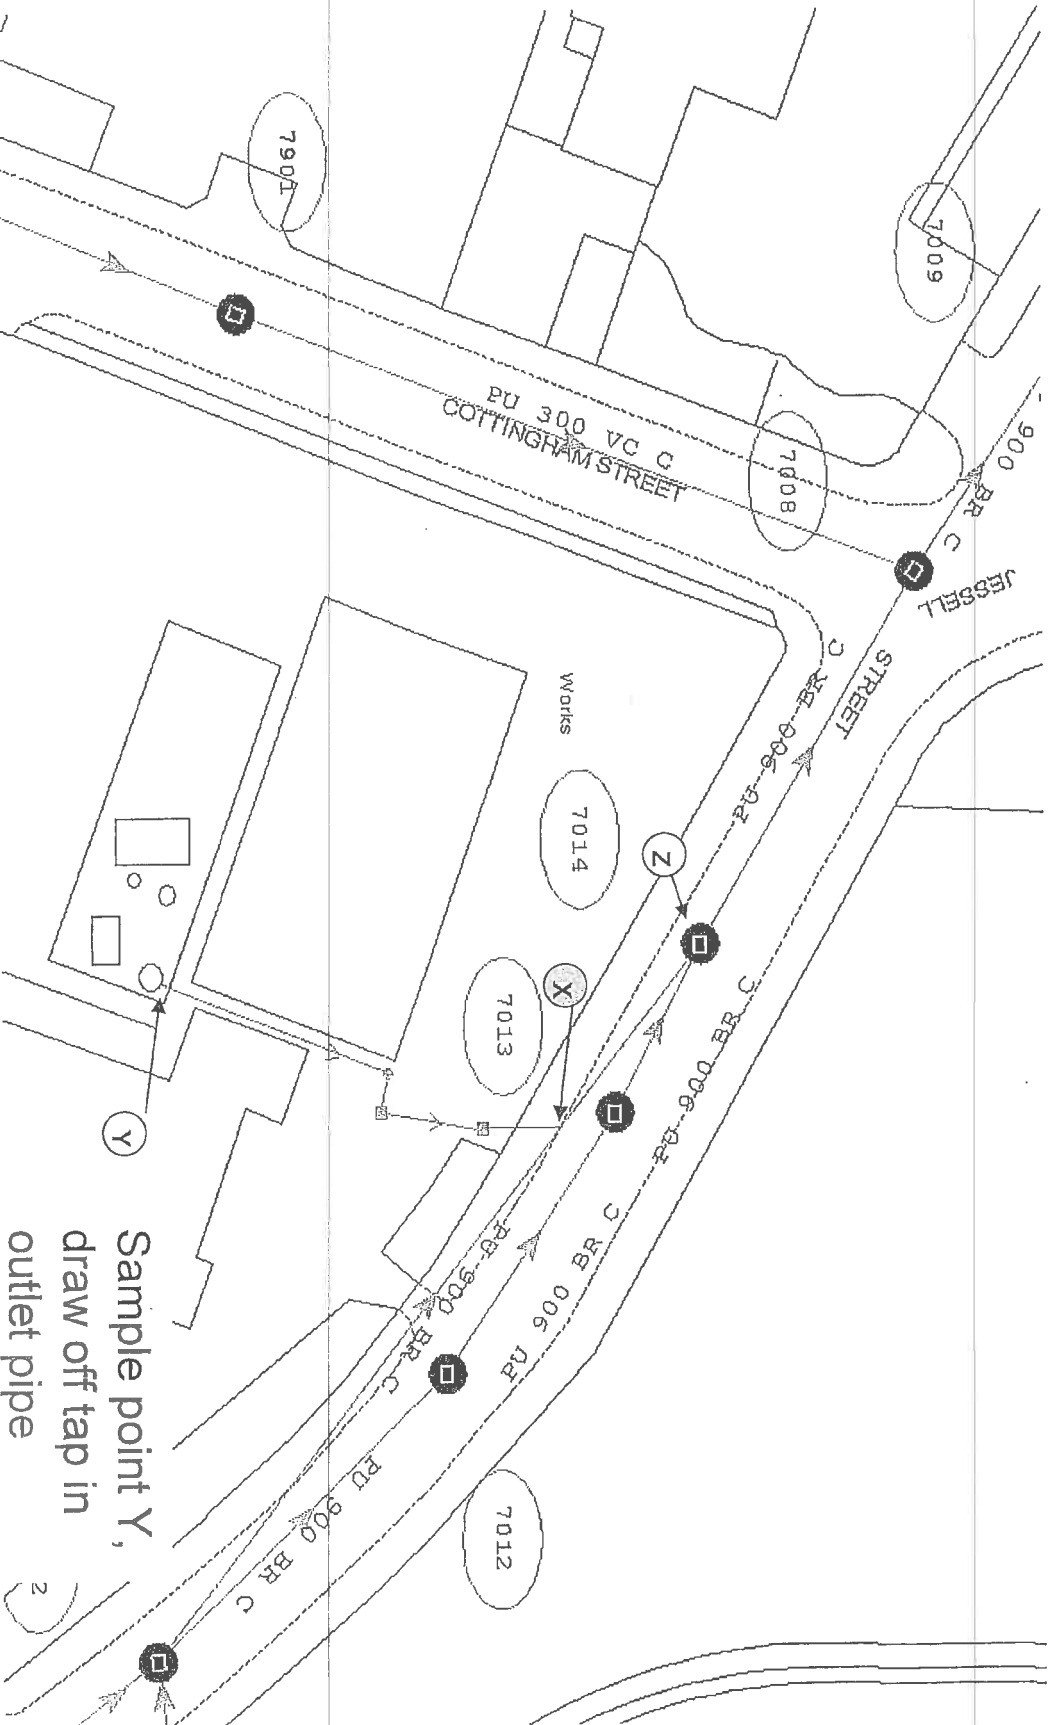 7901
7009
PU 300 VC C
COTTINGHAM STREET
7008
900 BR C
JESSELL
STREET
PU 900 BR C
Works
7014
Z
X
7013
Y
PU 900 BR C
PU 900 BR C
PU 900 BR C
PU 900 BR C
7012
2
Sample point Y,
draw off tap in
outlet pipe